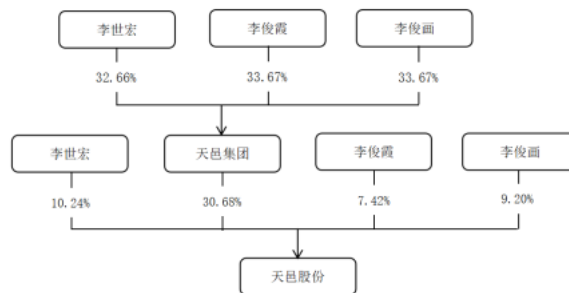 李世宏 李俊霞 李俊画
32.66% 33.67% 33.67%
李世宏 天邑集团 李俊霞 李俊画
10.24% 30.68% 7.42% 9.20%
天邑股份